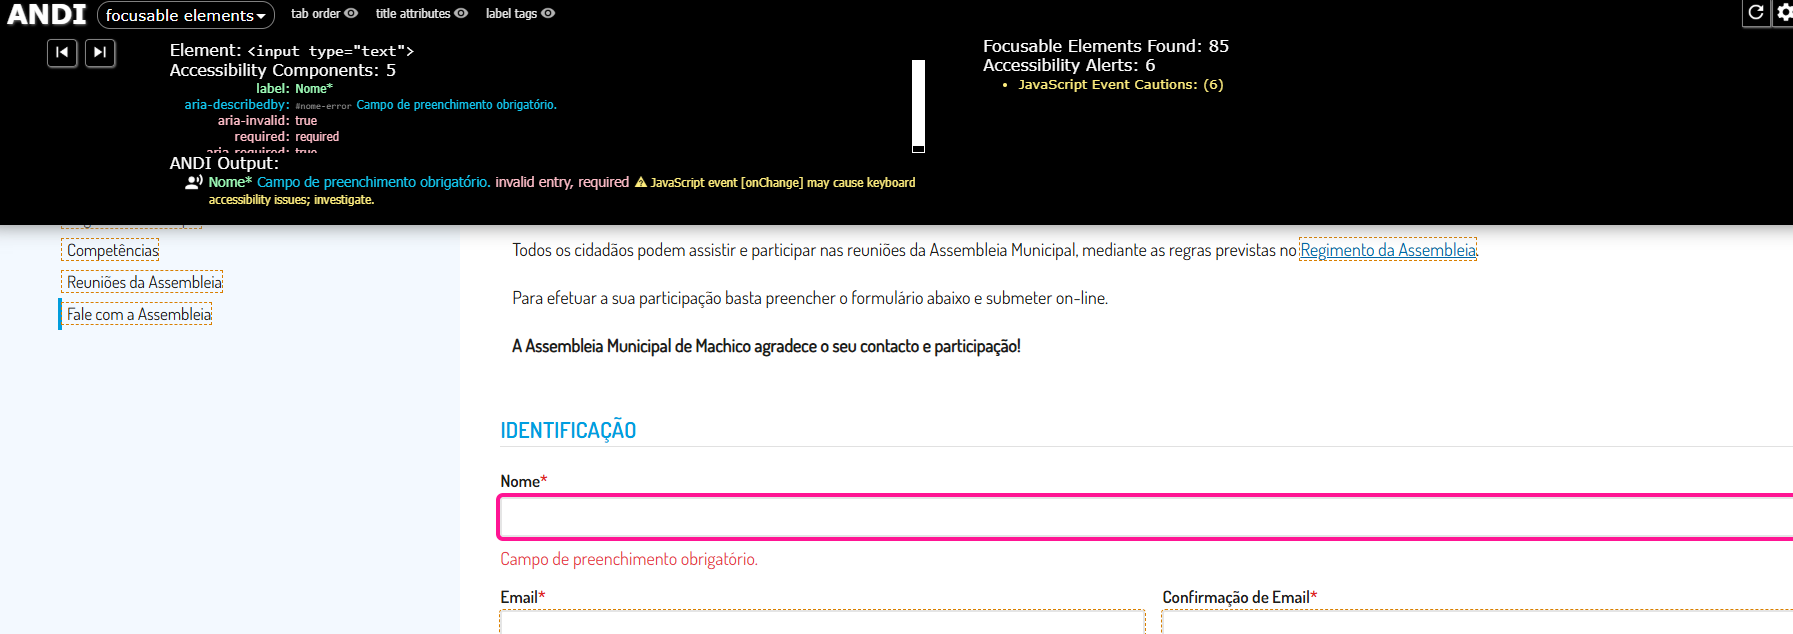 ANDI focusable elements tab order title attributes label tags
Element: <input type="text">
Accessibility Components: 5
label: Nome*
aria-describedby: #nome-error Campo de preenchimento obrigatório.
aria-invalid: true
required: required
aria-required: true
ANDI Output:
Nome* Campo de preenchimento obrigatório. invalid entry, required JavaScript event [onChange] may cause keyboard
accessibility issues; investigate.
Focusable Elements Found: 85
Accessibility Alerts: 6
• JavaScript Event Cautions: (6)
Competências
Reuniões da Assembleia
Fale com a Assembleia
Todos os cidadãos podem assistir e participar nas reuniões da Assembleia Municipal, mediante as regras previstas no Regimento da Assembleia.
Para efetuar a sua participação basta preencher o formulário abaixo e submeter on-line.
A Assembleia Municipal de Machico agradece o seu contacto e participação!
IDENTIFICAÇÃO
Nome*
Campo de preenchimento obrigatório.
Email* Confirmação de Email*